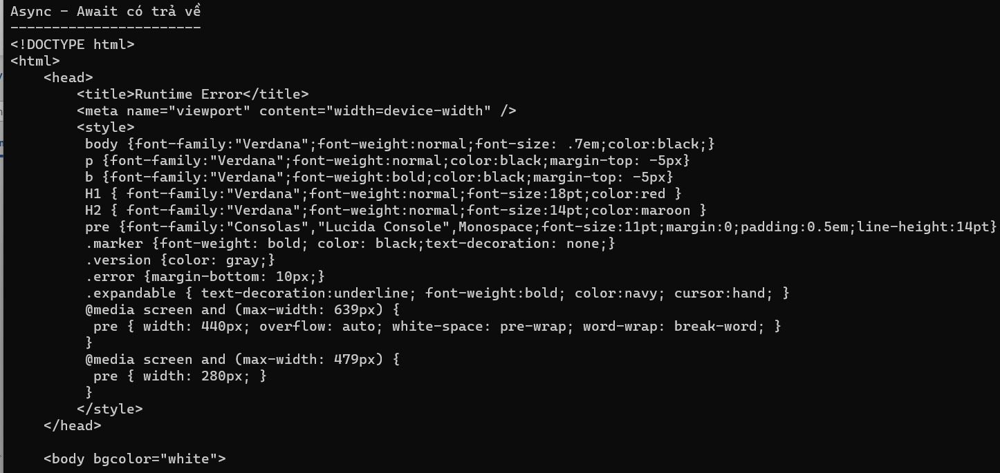 Async - Await có trả về
-----------------------
<!DOCTYPE html>
<html>
    <head>
        <title>Runtime Error</title>
        <meta name="viewport" content="width=device-width" />
        <style>
         body {font-family:"Verdana";font-weight:normal;font-size: .7em;color:black;}
         p {font-family:"Verdana";font-weight:normal;color:black;margin-top: -5px}
         b {font-family:"Verdana";font-weight:bold;color:black;margin-top: -5px}
         H1 { font-family:"Verdana";font-weight:normal;font-size:18pt;color:red }
         H2 { font-family:"Verdana";font-weight:normal;font-size:14pt;color:maroon }
         pre {font-family:"Consolas","Lucida Console",Monospace;font-size:11pt;margin:0;padding:0.5em;line-height:14pt}
         .marker {font-weight: bold; color: black;text-decoration: none;}
         .version {color: gray;}
         .error {margin-bottom: 10px;}
         .expandable { text-decoration:underline; font-weight:bold; color:navy; cursor:hand; }
         @media screen and (max-width: 639px) {
          pre { width: 440px; overflow: auto; white-space: pre-wrap; word-wrap: break-word; }
         }
         @media screen and (max-width: 479px) {
          pre { width: 280px; }
         }
        </style>
    </head>

    <body bgcolor="white">